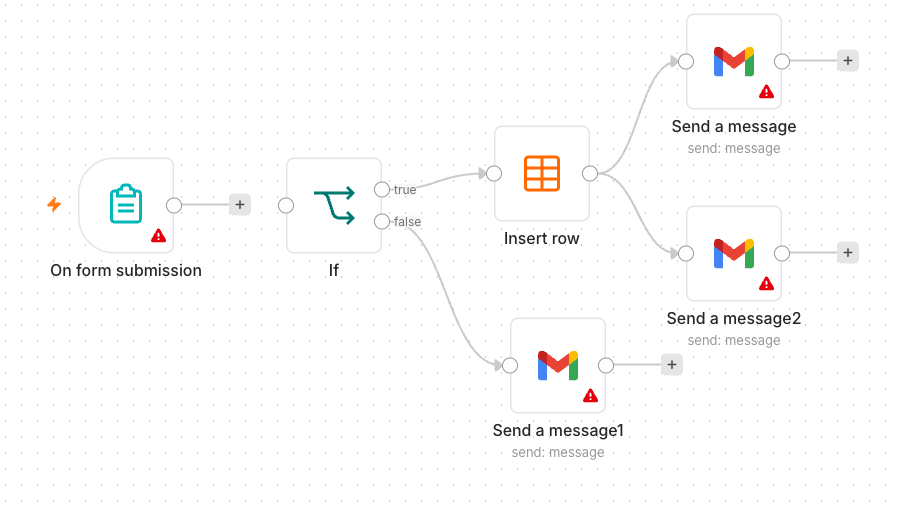 Send a message
send: message
true
false
On form submission
If
Insert row
Send a message2
send: message
Send a message1
send: message